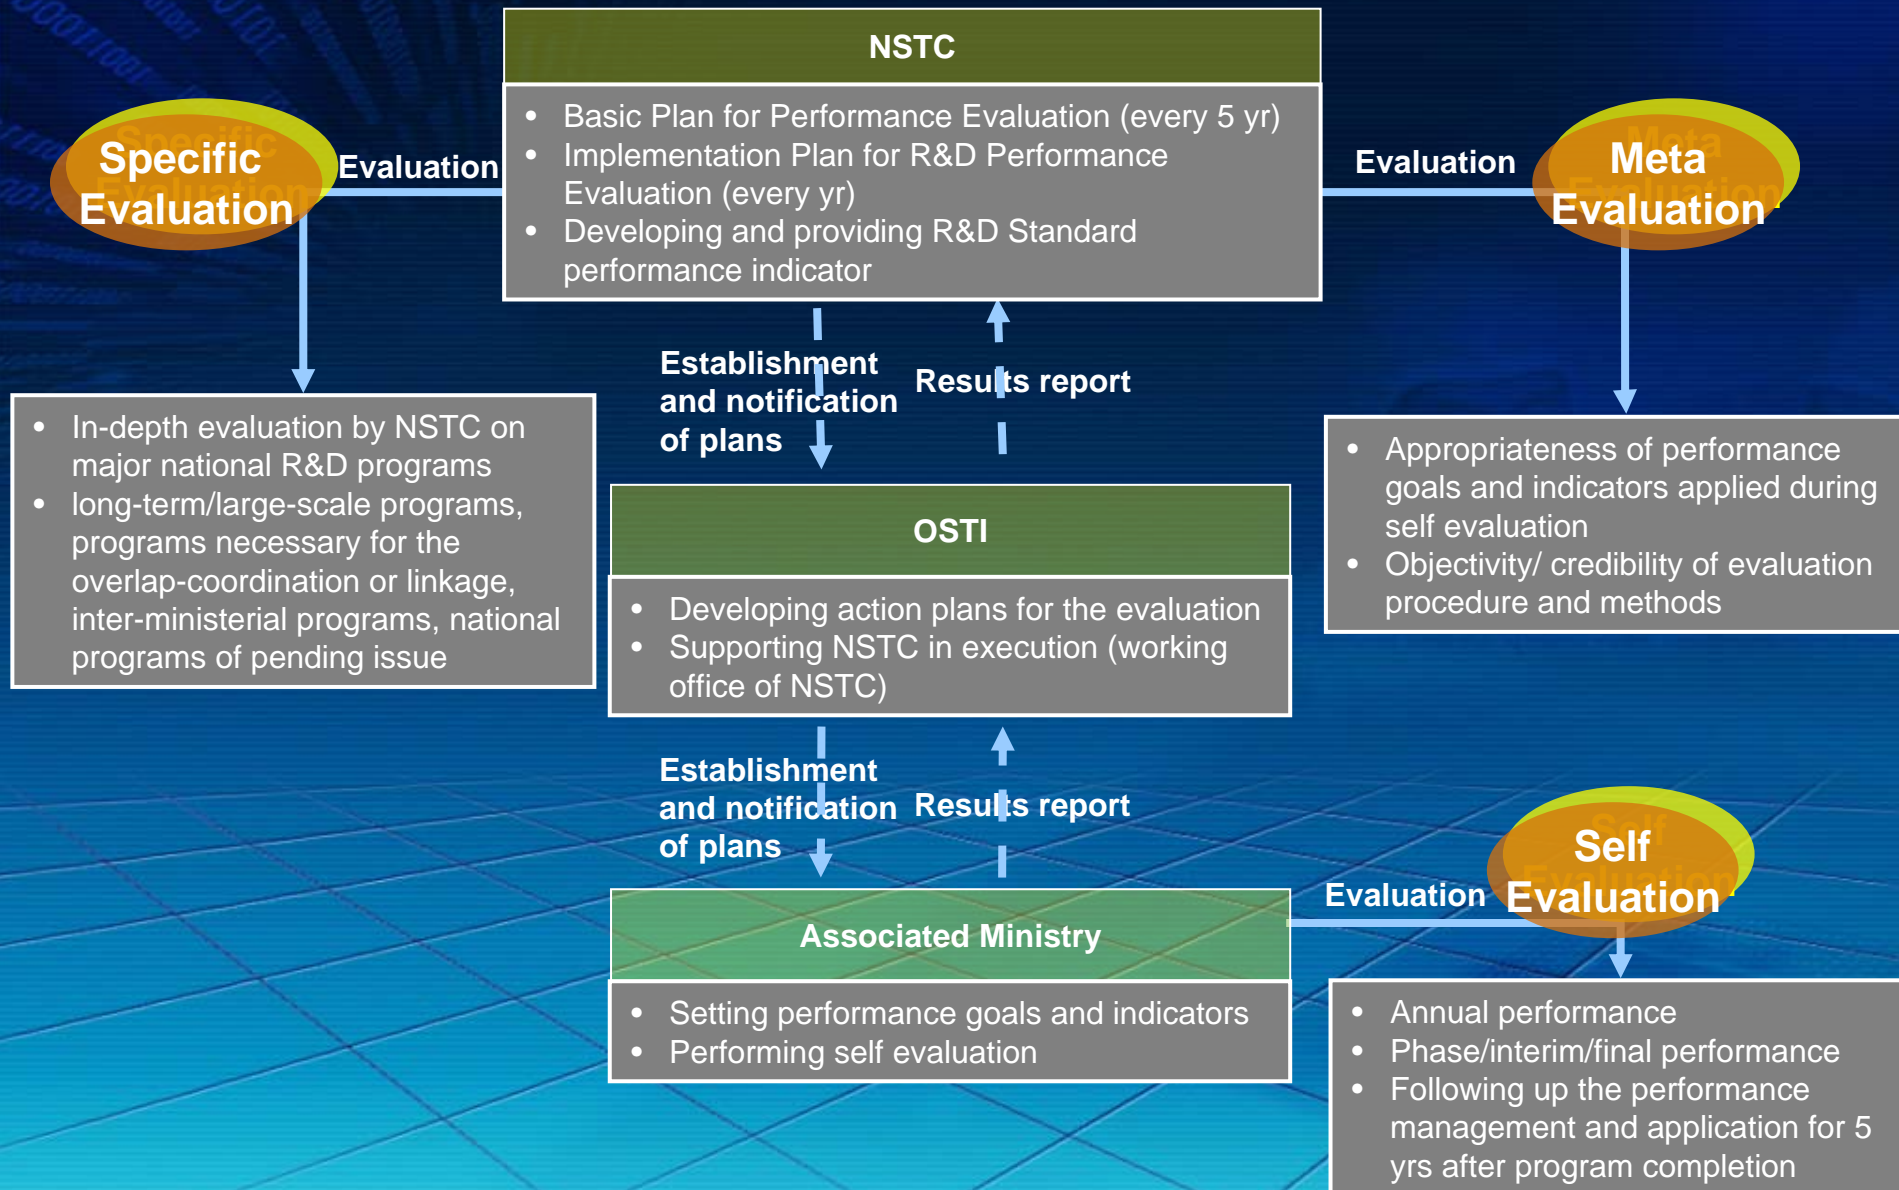 NSTC
• Basic Plan for Performance Evaluation (every 5 yr)
• Implementation Plan for R&D Performance
Evaluation (every yr)
• Developing and providing R&D Standard
performance indicator
Specific
Evaluation
Evaluation
Evaluation
Meta
Evaluation
Establishment
and notification
of plans
Results report
• In-depth evaluation by NSTC on
major national R&D programs
• long-term/large-scale programs,
programs necessary for the
overlap-coordination or linkage,
inter-ministerial programs, national
programs of pending issue
• Appropriateness of performance
goals and indicators applied during
self evaluation
• Objectivity/ credibility of evaluation
procedure and methods
OSTI
• Developing action plans for the evaluation
• Supporting NSTC in execution (working
office of NSTC)
Establishment
and notification
of plans
Results report
Associated Ministry
• Setting performance goals and indicators
• Performing self evaluation
Evaluation
Self
Evaluation
• Annual performance
• Phase/interim/final performance
• Following up the performance
management and application for 5
yrs after program completion